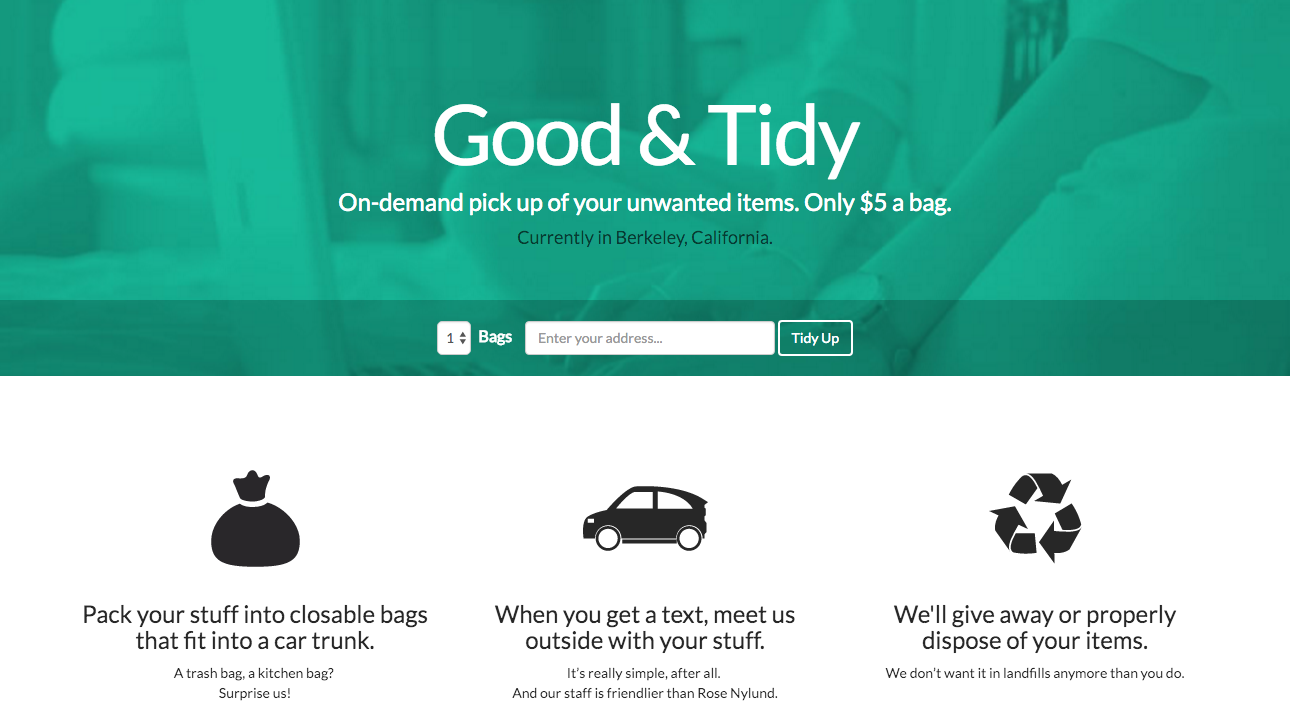 Good & Tidy
On-demand pick up of your unwanted items. Only $5 a bag.
Currently in Berkeley, California.
1 Bags Enter your address... Tidy Up
Pack your stuff into closable bags
that fit into a car trunk.
A trash bag, a kitchen bag?
Surprise us!
When you get a text, meet us
outside with your stuff.
It's really simple, after all.
And our staff is friendlier than Rose Nylund.
We'll give away or properly
dispose of your items.
We don't want it in landfills anymore than you do.